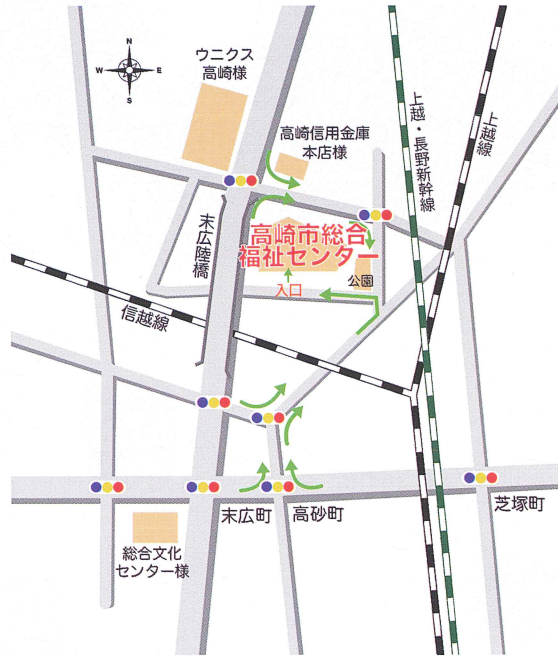 N
W
E
S
ウニクス
高崎様
高崎信用金庫
本店様
上越・長野新幹線
上越線
末広陸橋
高崎市総合
福祉センター
公園
入口
信越線
末広町
高砂町
芝塚町
総合文化
センター様